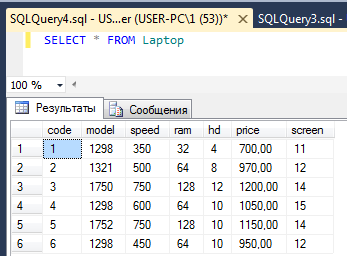 SQLQuery4.sql - US...er (USER-PC\1 (53))* SQLQuery3.sql - U
SELECT * FROM Laptop
100 %
Результаты Сообщения
code model speed ram hd price screen
1 1 1298 350 32 4 700,00 11
2 2 1321 500 64 8 970,00 12
3 3 1750 750 128 12 1200,00 14
4 4 1298 600 64 10 1050,00 15
5 5 1752 750 128 10 1150,00 14
6 6 1298 450 64 10 950,00 12